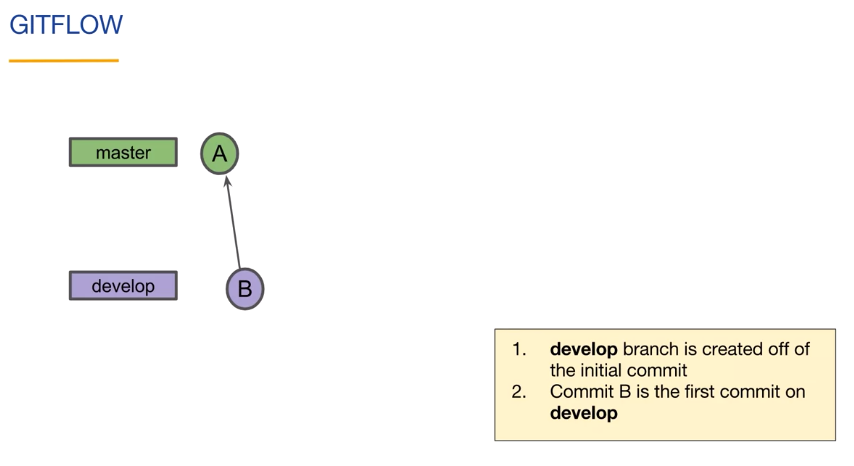 GITFLOW
master
A
develop
B
1. develop branch is created off of
the initial commit
2. Commit B is the first commit on
develop